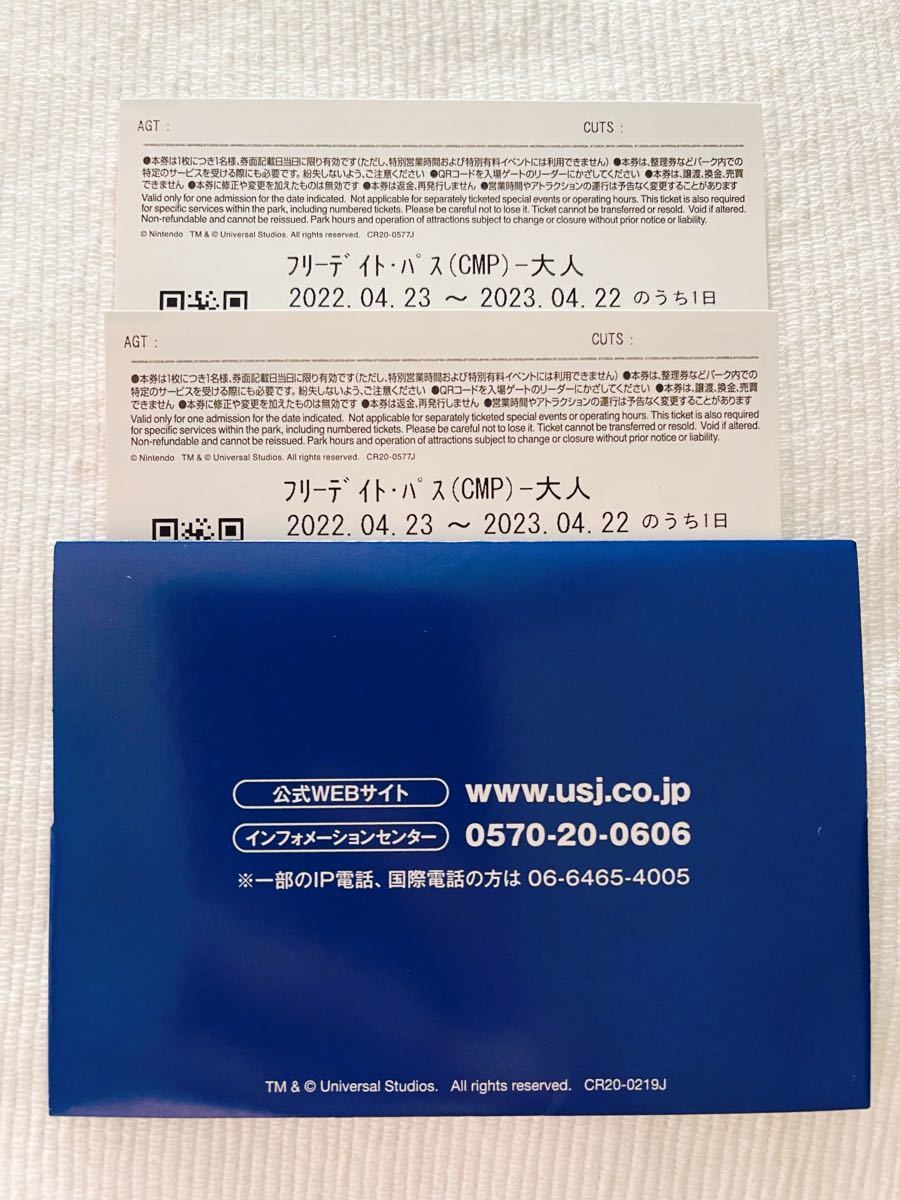 AGT :
CUTS :
●本券は1枚につき1名様、券面記載日当日に限り有効です(ただし、特別営業時間および特別有料イベントには利用できません) ●本券は、整理券などパーク内での
特定のサービスを受ける際にも必要です。紛失しないよう、ご注意ください ●QRコードを入場ゲートのリーダーにかざしてください ●本券は、譲渡、換金、売買
できません ●本券に修正や変更を加えたものは無効です ●本券は返金、再発行しません ●営業時間やアトラクションの運行は予告なく変更することがあります
Valid only for one admission for the date indicated. Not applicable for separately ticketed special events or operating hours. This ticket is also required
for specific services within the park, including numbered tickets. Please be careful not to lose it. Ticket cannot be transferred or resold. Void if altered.
Non-refundable and cannot be reissued. Park hours and operation of attractions subject to change or closure without prior notice or liability.
© Nintendo TM & © Universal Studios. All rights reserved. CR20-0577J
フリーデイト・パス(CMP)-大人
2022.04.23 ～ 2023.04.22 のうち1日
AGT :
CUTS :
●本券は1枚につき1名様、券面記載日当日に限り有効です(ただし、特別営業時間および特別有料イベントには利用できません) ●本券は、整理券などパーク内での
特定のサービスを受ける際にも必要です。紛失しないよう、ご注意ください ●QRコードを入場ゲートのリーダーにかざしてください ●本券は、譲渡、換金、売買
できません ●本券に修正や変更を加えたものは無効です ●本券は返金、再発行しません ●営業時間やアトラクションの運行は予告なく変更することがあります
Valid only for one admission for the date indicated. Not applicable for separately ticketed special events or operating hours. This ticket is also required
for specific services within the park, including numbered tickets. Please be careful not to lose it. Ticket cannot be transferred or resold. Void if altered.
Non-refundable and cannot be reissued. Park hours and operation of attractions subject to change or closure without prior notice or liability.
© Nintendo TM & © Universal Studios. All rights reserved. CR20-0577J
フリーデイト・パス(CMP)-大人
2022.04.23 ～ 2023.04.22 のうち1日
公式WEBサイト www.usj.co.jp
インフォメーションセンター 0570-20-0606
※一部のIP電話、国際電話の方は 06-6465-4005
TM & © Universal Studios. All rights reserved. CR20-0219J